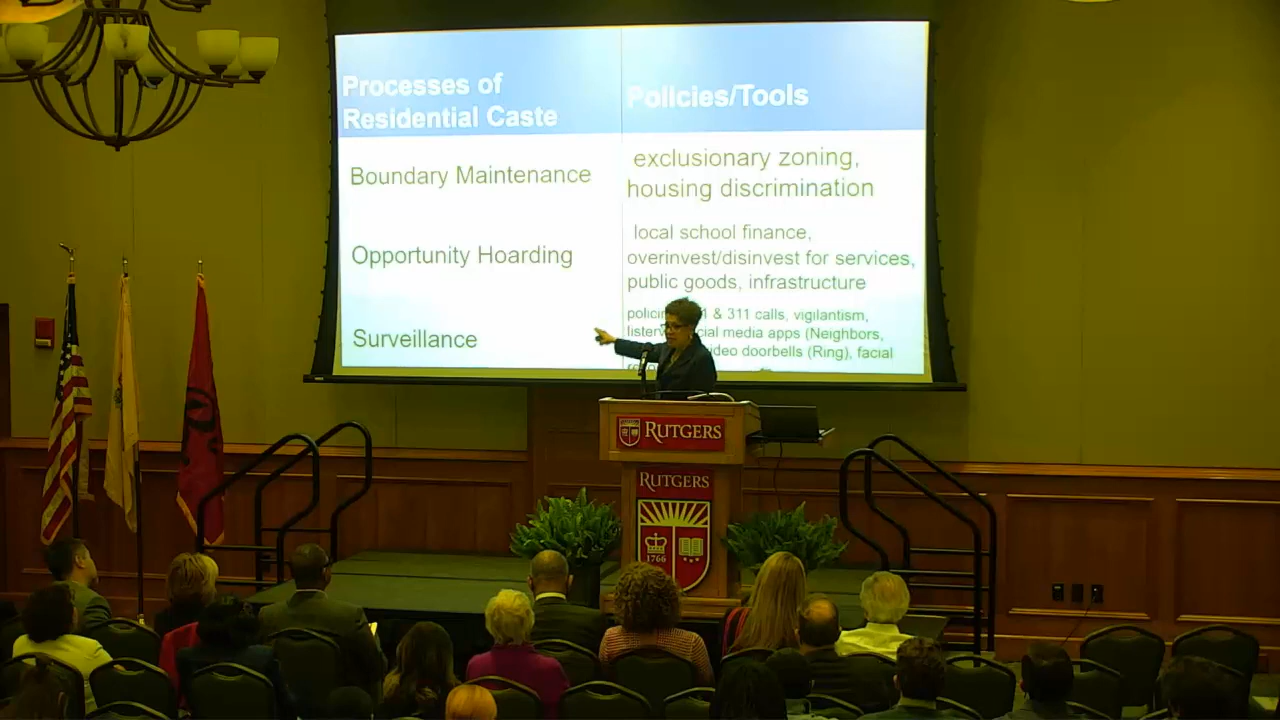 Processes of
Residential Caste
Policies/Tools
Boundary Maintenance
exclusionary zoning,
housing discrimination
Opportunity Hoarding
local school finance,
overinvest/disinvest for services,
public goods, infrastructure
Surveillance
& 311 calls, vigilantism,
media apps (Neighbors,
doorbells (Ring), facial
RUTGERS
RUTGERS
1766